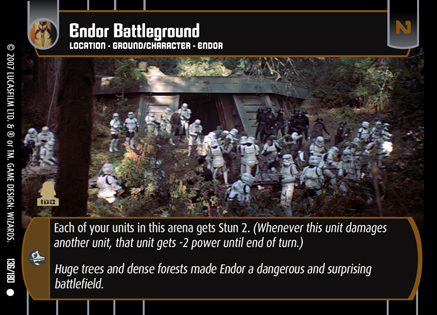 Endor Battleground
LOCATION - GROUND/CHARACTER - ENDOR
N
Each of your units in this arena gets Stun 2. (Whenever this unit damages
another unit, that unit gets -2 power until end of turn.)
Huge trees and dense forests made Endor a dangerous and surprising
battlefield.
© 2007 LUCASFILM LTD. & ® or TM. GAME DESIGN: WIZARDS.
136/180